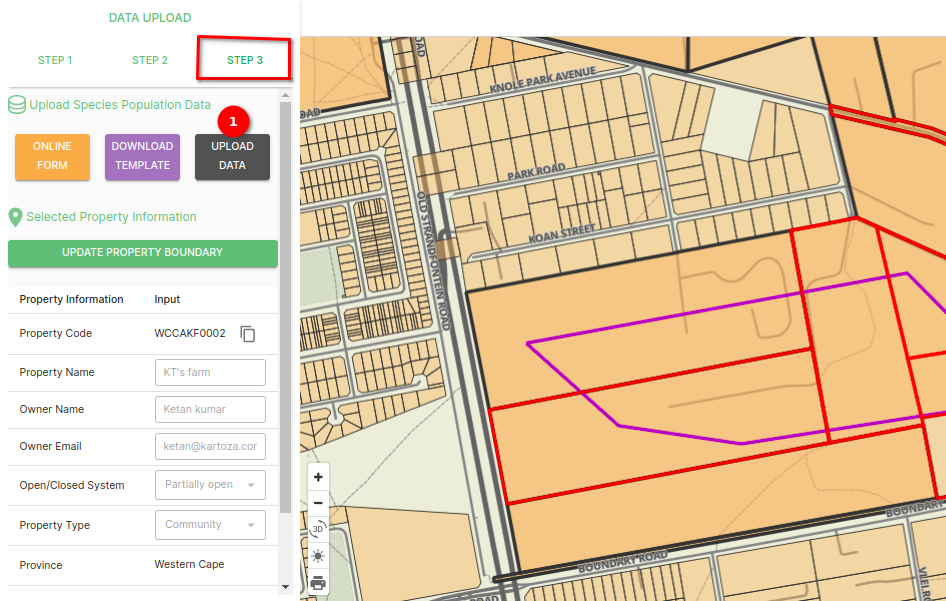 DATA UPLOAD
STEP 1
STEP 2
STEP 3
Upload Species Population Data
1
ONLINE
FORM
DOWNLOAD
TEMPLATE
UPLOAD
DATA
Selected Property Information
UPDATE PROPERTY BOUNDARY
Property Information Input
Property Code WCCAKF0002
Property Name KT's farm
Owner Name Ketan kumar
Owner Email ketan@kartoza.cor
Open/Closed System Partially open
Property Type Community
Province Western Cape
OAD
KNOLE PARK AVENUE
OAD
PARK ROAD
OLD STRANDFONTEIN ROAD
KOAN STREET
+
−
3D
BOUNDARY
BOUNDARY ROAD
ROAD